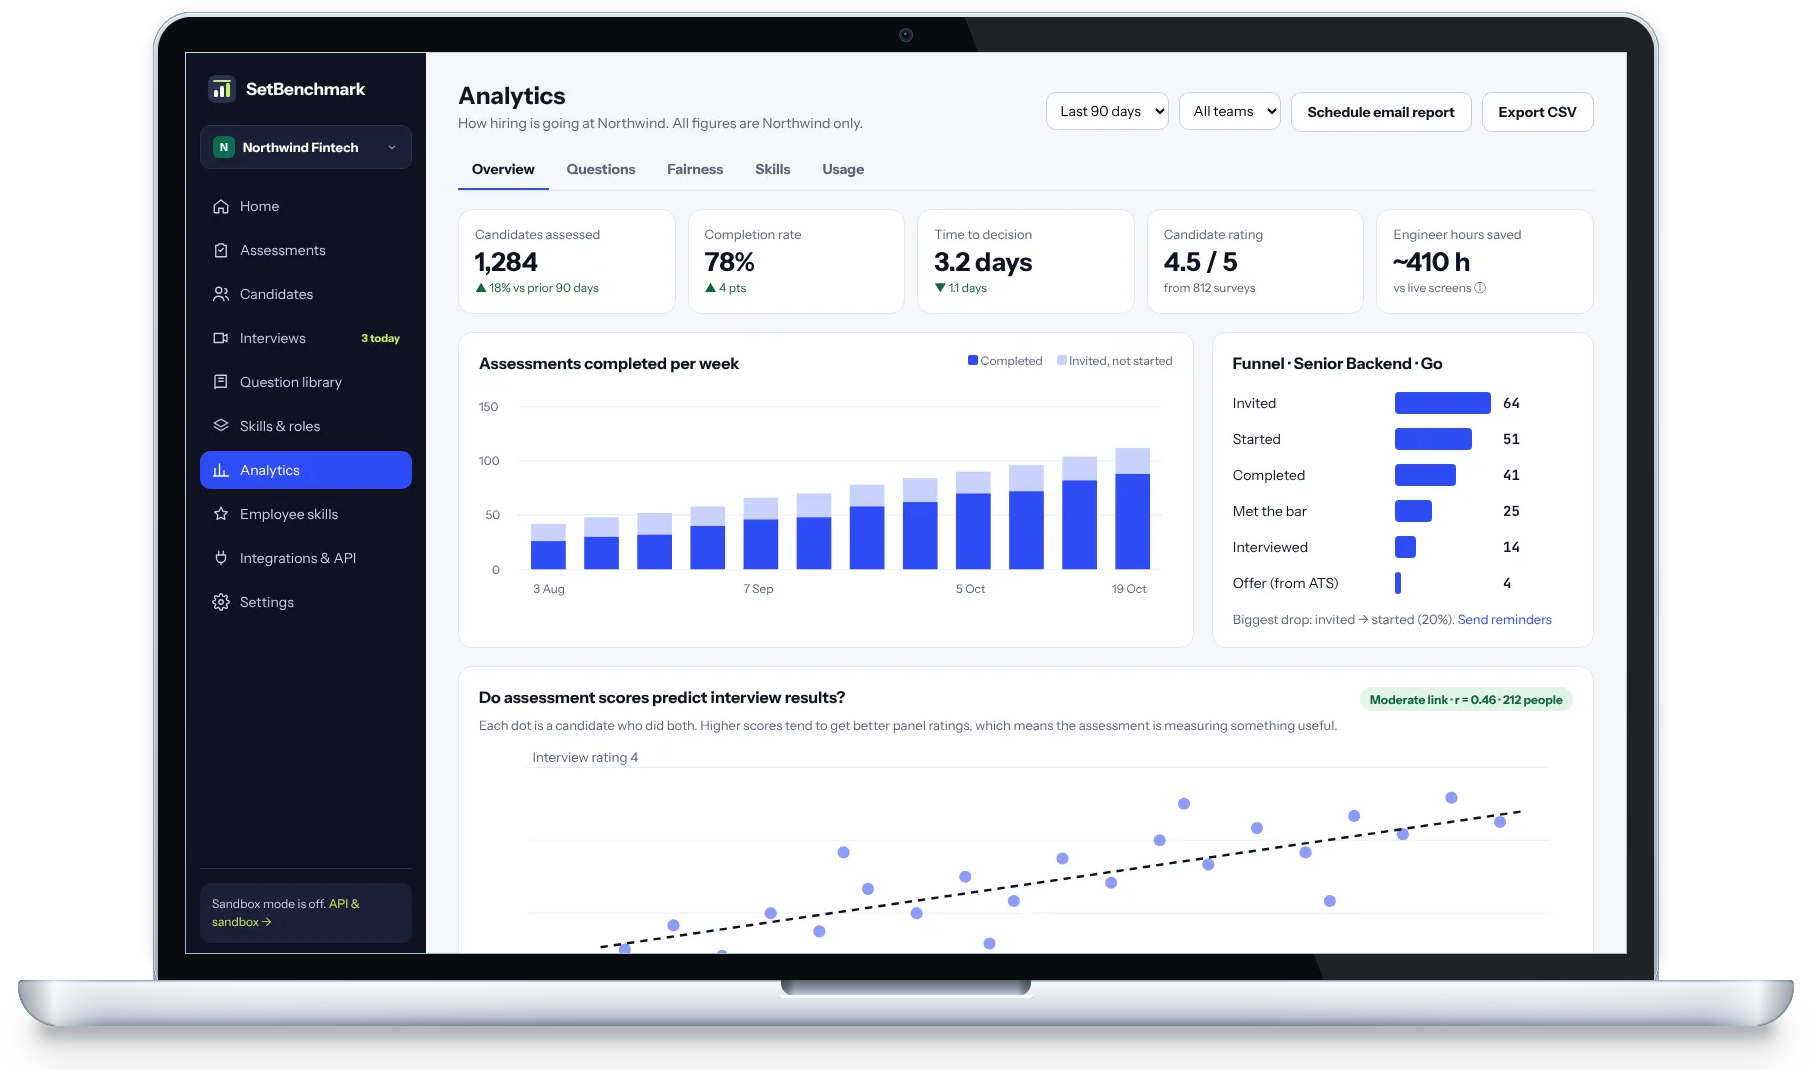 SetBenchmark
N Northwind Fintech
Home
Assessments
Candidates
Interviews 3 today
Question library
Skills & roles
Analytics
Employee skills
Integrations & API
Settings
Sandbox mode is off. API &
sandbox →
Analytics
How hiring is going at Northwind. All figures are Northwind only.
Last 90 days
All teams
Schedule email report
Export CSV
Overview Questions Fairness Skills Usage
Candidates assessed
1,284
▲ 18% vs prior 90 days
Completion rate
78%
▲ 4 pts
Time to decision
3.2 days
▼ 1.1 days
Candidate rating
4.5 / 5
from 812 surveys
Engineer hours saved
~410 h
vs live screens ⓘ
Assessments completed per week
Completed Invited, not started
150
100
50
0
3 Aug 7 Sep 5 Oct 19 Oct
Funnel · Senior Backend · Go
Invited 64
Started 51
Completed 41
Met the bar 25
Interviewed 14
Offer (from ATS) 4
Biggest drop: invited → started (20%). Send reminders
Do assessment scores predict interview results?
Moderate link · r = 0.46 · 212 people
Each dot is a candidate who did both. Higher scores tend to get better panel ratings, which means the assessment is measuring something useful.
Interview rating 4